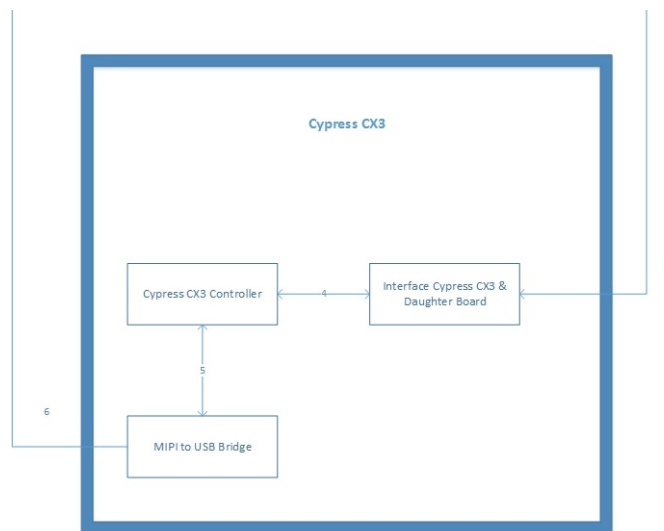 Cypress CX3
Cypress CX3 Controller
4
Interface Cypress CX3 &
Daughter Board
5
6
MIPI to USB Bridge